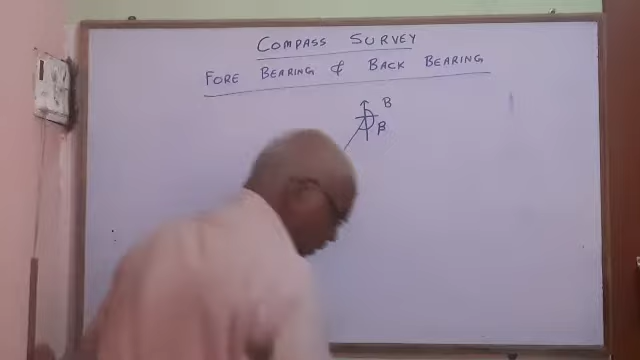 COMPASS SURVEY
FORE BEARING & BACK BEARING
B
β